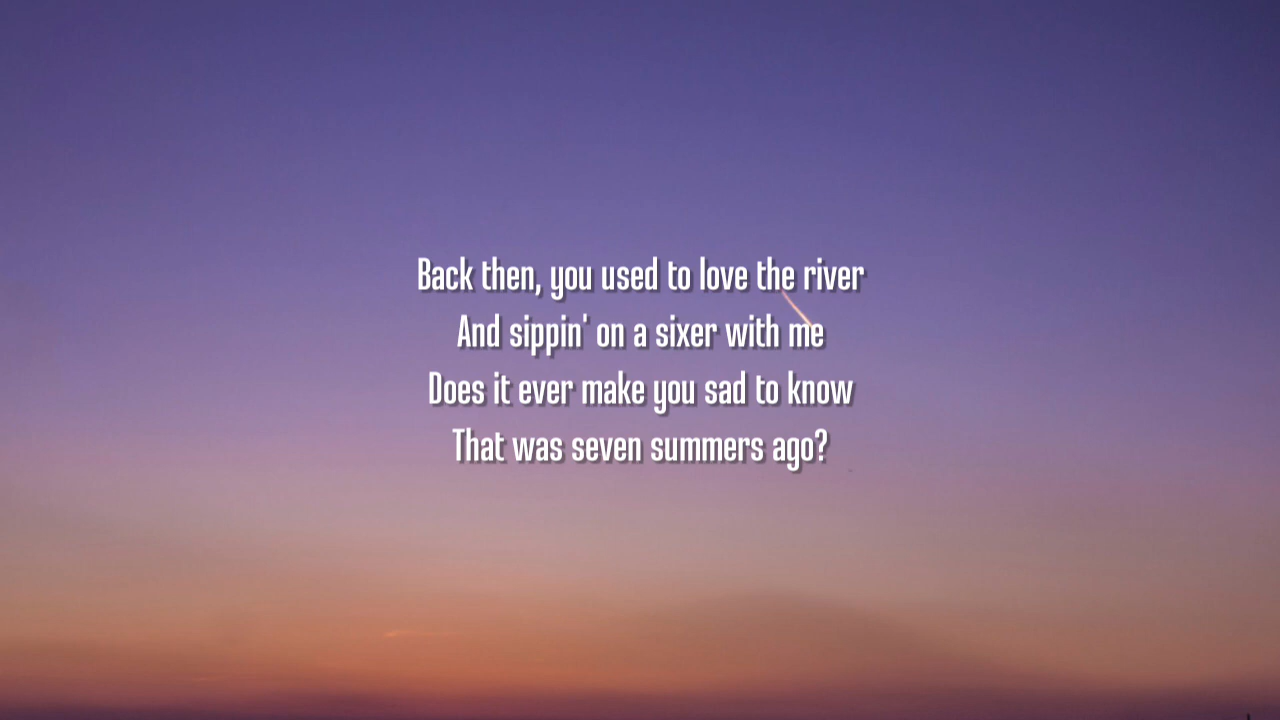 Back then, you used to love the river
And sippin' on a sixer with me
Does it ever make you sad to know
That was seven summers ago?